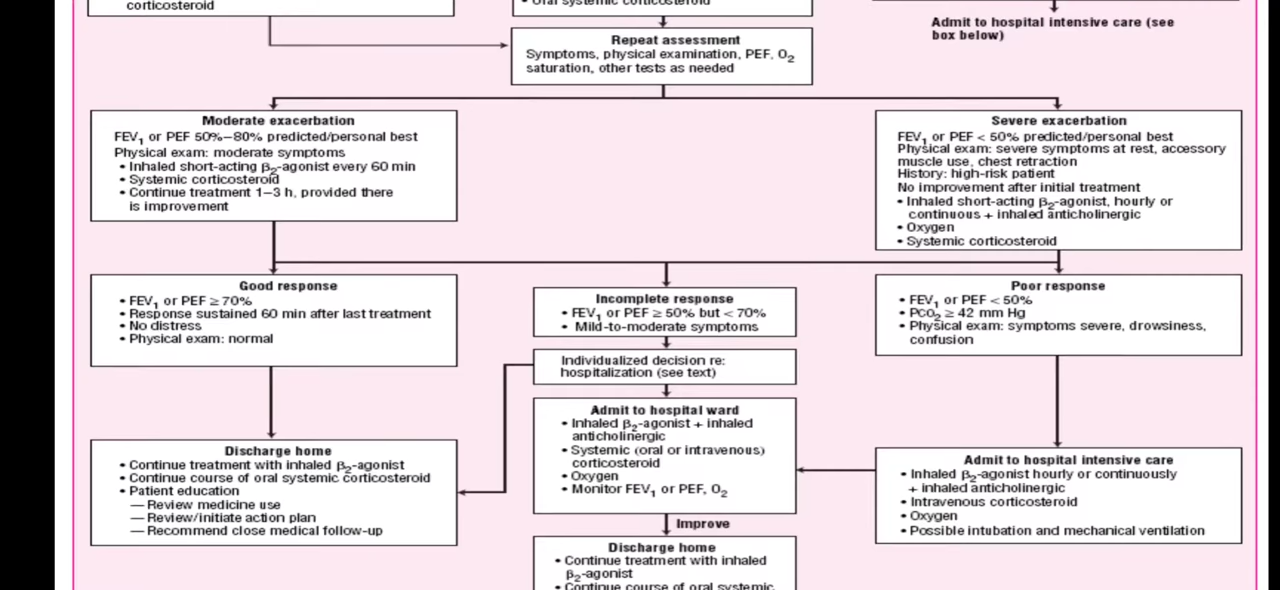 corticosteroid
• Oral systemic corticosteroid
Admit to hospital intensive care (see
box below)
Repeat assessment
Symptoms, physical examination, PEF, O₂
saturation, other tests as needed
Moderate exacerbation
FEV₁ or PEF 50%–80% predicted/personal best
Physical exam: moderate symptoms
• Inhaled short-acting β₂-agonist every 60 min
• Systemic corticosteroid
• Continue treatment 1–3 h, provided there
is improvement
Severe exacerbation
FEV₁ or PEF < 50% predicted/personal best
Physical exam: severe symptoms at rest, accessory
muscle use, chest retraction
History: high-risk patient
No improvement after initial treatment
• Inhaled short-acting β₂-agonist, hourly or
continuous + inhaled anticholinergic
• Oxygen
• Systemic corticosteroid
Good response
• FEV₁ or PEF ≥ 70%
• Response sustained 60 min after last treatment
• No distress
• Physical exam: normal
Incomplete response
• FEV₁ or PEF ≥ 50% but < 70%
• Mild-to-moderate symptoms
Poor response
• FEV₁ or PEF < 50%
• PCO₂ ≥ 42 mm Hg
• Physical exam: symptoms severe, drowsiness,
confusion
Individualized decision re:
hospitalization (see text)
Admit to hospital ward
• Inhaled β₂-agonist + inhaled
anticholinergic
• Systemic (oral or intravenous)
corticosteroid
• Oxygen
• Monitor FEV₁ or PEF, O₂
Discharge home
• Continue treatment with inhaled β₂-agonist
• Continue course of oral systemic corticosteroid
• Patient education
— Review medicine use
— Review/initiate action plan
— Recommend close medical follow-up
Admit to hospital intensive care
• Inhaled β₂-agonist hourly or continuously
+ inhaled anticholinergic
• Intravenous corticosteroid
• Oxygen
• Possible intubation and mechanical ventilation
Improve
Discharge home
• Continue treatment with inhaled
β₂-agonist
• Continue course of oral systemic